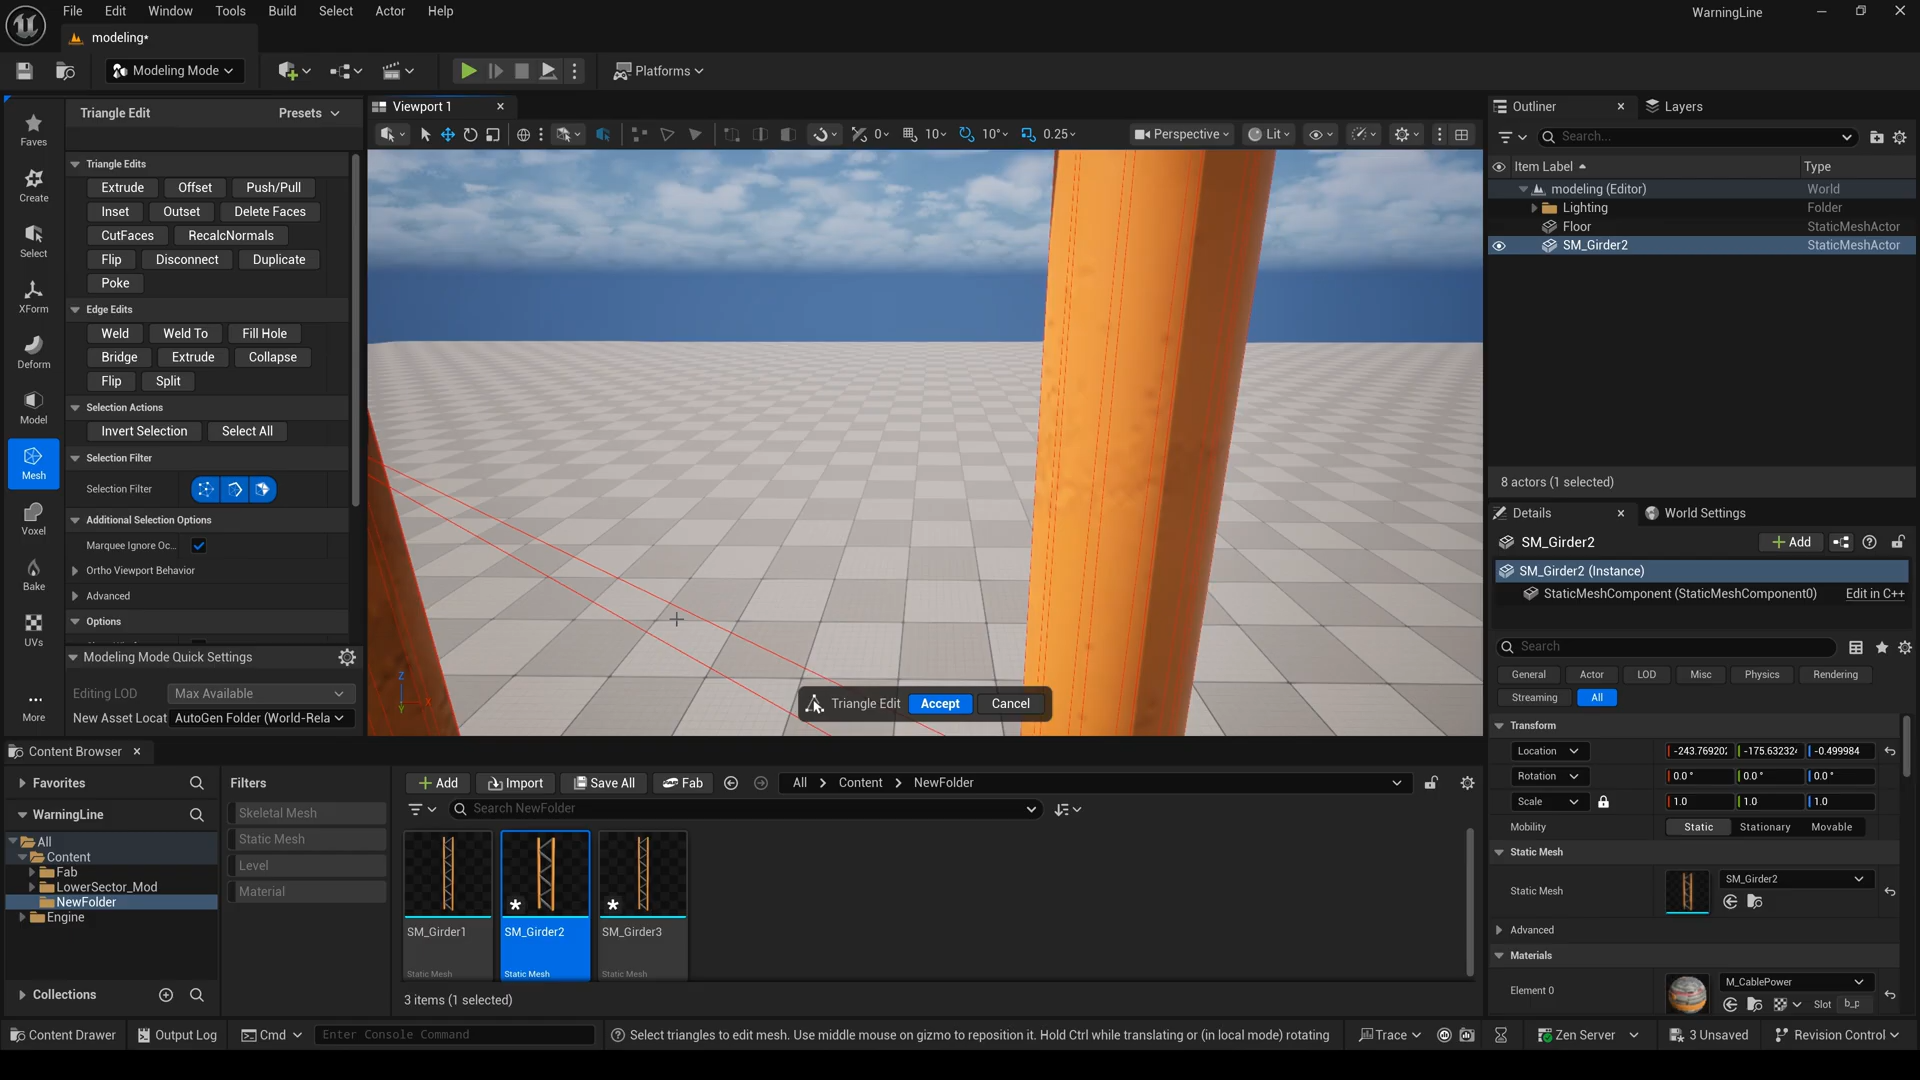 File Edit Window Tools Build Select Actor Help
WarningLine
modeling*
Modeling Mode
Platforms
Triangle Edit
Presets
Viewport 1
0
10
10°
0.25
Perspective
Lit
Outliner
Layers
Search...
Item Label
Type
modeling (Editor) World
Lighting Folder
Floor StaticMeshActor
SM_Girder2 StaticMeshActor
8 actors (1 selected)
Faves
Create
Select
XForm
Deform
Model
Mesh
Voxel
Bake
UVs
More
Triangle Edits
Extrude Offset Push/Pull
Inset Outset Delete Faces
CutFaces RecalcNormals
Flip Disconnect Duplicate
Poke
Edge Edits
Weld Weld To Fill Hole
Bridge Extrude Collapse
Flip Split
Selection Actions
Invert Selection Select All
Selection Filter
Selection Filter
Additional Selection Options
Marquee Ignore Oc...
Ortho Viewport Behavior
Advanced
Options
Modeling Mode Quick Settings
Editing LOD Max Available
New Asset Locat AutoGen Folder (World-Rela
Z
X
Y
Triangle Edit Accept Cancel
Details
World Settings
SM_Girder2
Add
SM_Girder2 (Instance)
StaticMeshComponent (StaticMeshComponent0) Edit in C++
Search
General Actor LOD Misc Physics Rendering
Streaming All
Transform
Location -243.76920 -175.63232 -0.499984
Rotation 0.0° 0.0° 0.0°
Scale 1.0 1.0 1.0
Mobility Static Stationary Movable
Static Mesh
Static Mesh SM_Girder2
Advanced
Materials
Element 0 M_CablePower
Slot b_p
Content Browser
Favorites
WarningLine
All
Content
Fab
LowerSector_Mod
NewFolder
Engine
Collections
Filters
Skeletal Mesh
Static Mesh
Level
Material
Add Import Save All Fab All Content NewFolder
Search NewFolder
SM_Girder1 SM_Girder2 SM_Girder3
Static Mesh Static Mesh Static Mesh
3 items (1 selected)
Content Drawer Output Log Cmd Enter Console Command Select triangles to edit mesh. Use middle mouse on gizmo to reposition it. Hold Ctrl while translating or (in local mode) rotating Trace Zen Server 3 Unsaved Revision Control